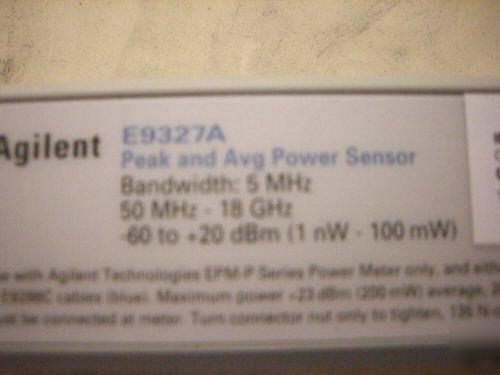 Agilent E9327A
Peak and Avg Power Sensor
Bandwidth: 5 MHz
50 MHz - 18 GHz
-60 to +20 dBm (1 nW - 100 mW)
with Agilent Technologies EPM-P Series Power Meter only, and
E9288C cables (blue). Maximum power +23 dBm (200 mW) average,
be connected at meter. Turn connector nut only to tighten, 135 N